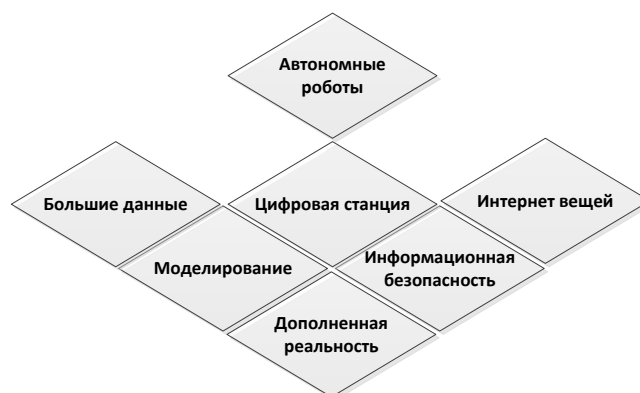 Автономные
роботы
Большие данные
Цифровая станция
Интернет вещей
Моделирование
Информационная
безопасность
Дополненная
реальность